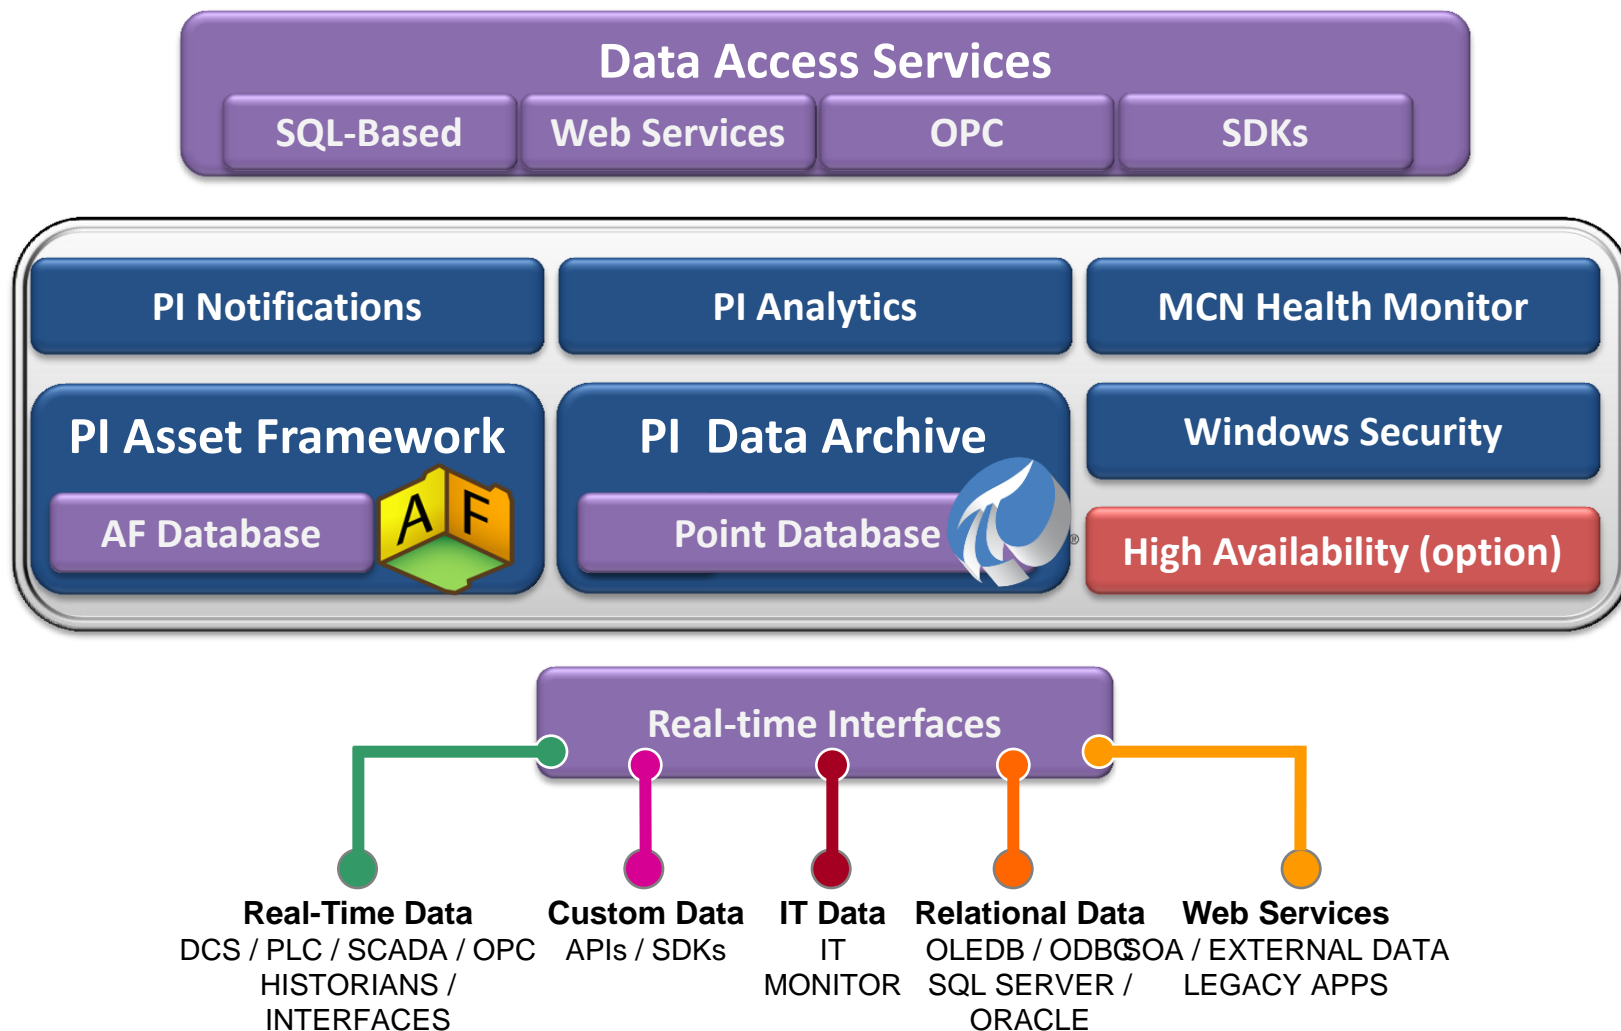 Data Access Services
SQL-Based
Web Services
OPC
SDKs
PI Notifications
PI Analytics
MCN Health Monitor
PI Asset Framework
AF Database
A F
PI  Data Archive
Point Database
®
Windows Security
High Availability (option)
Real-time Interfaces
Real-Time Data
DCS / PLC / SCADA / OPC
HISTORIANS /
INTERFACES
Custom Data
APIs / SDKs
IT Data
IT
MONITOR
Relational Data
OLEDB / ODBC
SQL SERVER /
ORACLE
Web Services
SOA / EXTERNAL DATA
LEGACY APPS